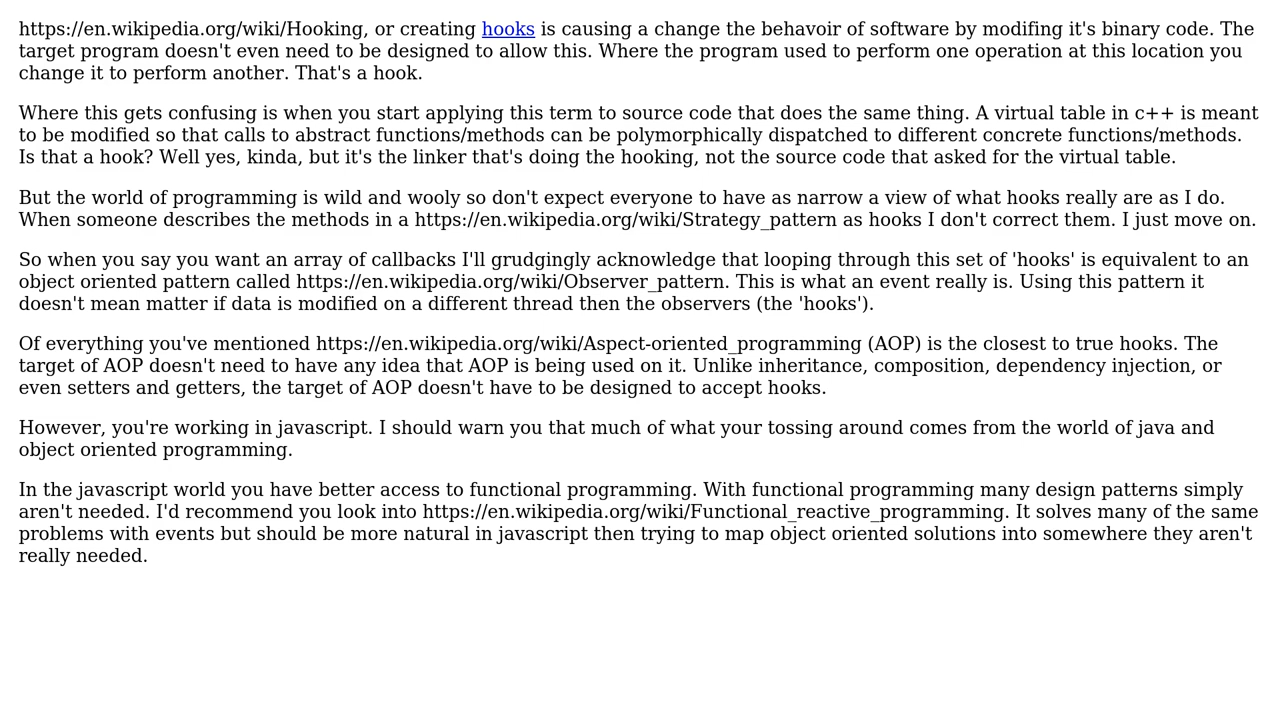 https://en.wikipedia.org/wiki/Hooking, or creating hooks is causing a change the behavoir of software by modifing it's binary code. The
target program doesn't even need to be designed to allow this. Where the program used to perform one operation at this location you
change it to perform another. That's a hook.
Where this gets confusing is when you start applying this term to source code that does the same thing. A virtual table in c++ is meant
to be modified so that calls to abstract functions/methods can be polymorphically dispatched to different concrete functions/methods.
Is that a hook? Well yes, kinda, but it's the linker that's doing the hooking, not the source code that asked for the virtual table.
But the world of programming is wild and wooly so don't expect everyone to have as narrow a view of what hooks really are as I do.
When someone describes the methods in a https://en.wikipedia.org/wiki/Strategy_pattern as hooks I don't correct them. I just move on.
So when you say you want an array of callbacks I'll grudgingly acknowledge that looping through this set of 'hooks' is equivalent to an
object oriented pattern called https://en.wikipedia.org/wiki/Observer_pattern. This is what an event really is. Using this pattern it
doesn't mean matter if data is modified on a different thread then the observers (the 'hooks').
Of everything you've mentioned https://en.wikipedia.org/wiki/Aspect-oriented_programming (AOP) is the closest to true hooks. The
target of AOP doesn't need to have any idea that AOP is being used on it. Unlike inheritance, composition, dependency injection, or
even setters and getters, the target of AOP doesn't have to be designed to accept hooks.
However, you're working in javascript. I should warn you that much of what your tossing around comes from the world of java and
object oriented programming.
In the javascript world you have better access to functional programming. With functional programming many design patterns simply
aren't needed. I'd recommend you look into https://en.wikipedia.org/wiki/Functional_reactive_programming. It solves many of the same
problems with events but should be more natural in javascript then trying to map object oriented solutions into somewhere they aren't
really needed.